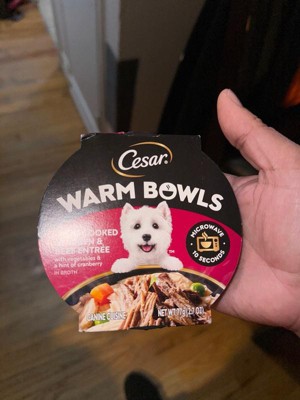 Cesar
WARM BOWLS
COOKED
& 
ENTRÉE
with vegetables &
a hint of cranberry
IN BROTH
MICROWAVE
10 SECONDS
CANINE CUISINE
NET WT